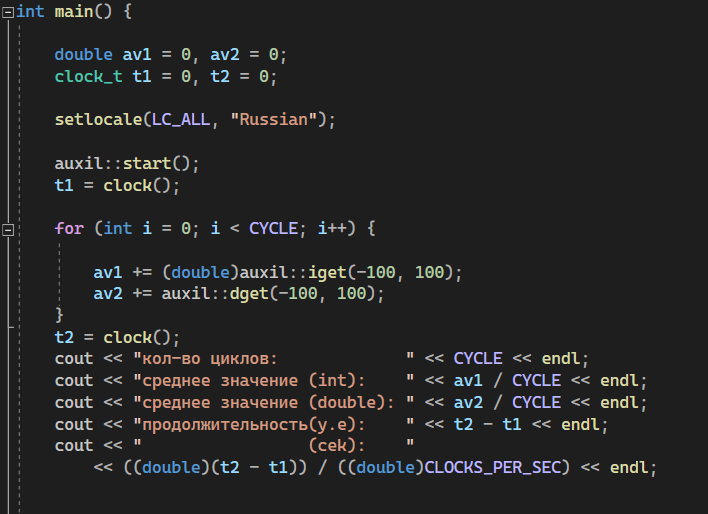 int main() {
double av1 = 0, av2 = 0;
clock_t t1 = 0, t2 = 0;
setlocale(LC_ALL, "Russian");
auxil::start();
t1 = clock();
for (int i = 0; i < CYCLE; i++) {
av1 += (double)auxil::iget(-100, 100);
av2 += auxil::dget(-100, 100);
}
t2 = clock();
cout << "кол-во циклов:             " << CYCLE << endl;
cout << "среднее значение (int):    " << av1 / CYCLE << endl;
cout << "среднее значение (double): " << av2 / CYCLE << endl;
cout << "продолжительность(у.е):    " << t2 - t1 << endl;
cout << "                 (сек):    "
<< ((double)(t2 - t1)) / ((double)CLOCKS_PER_SEC) << endl;